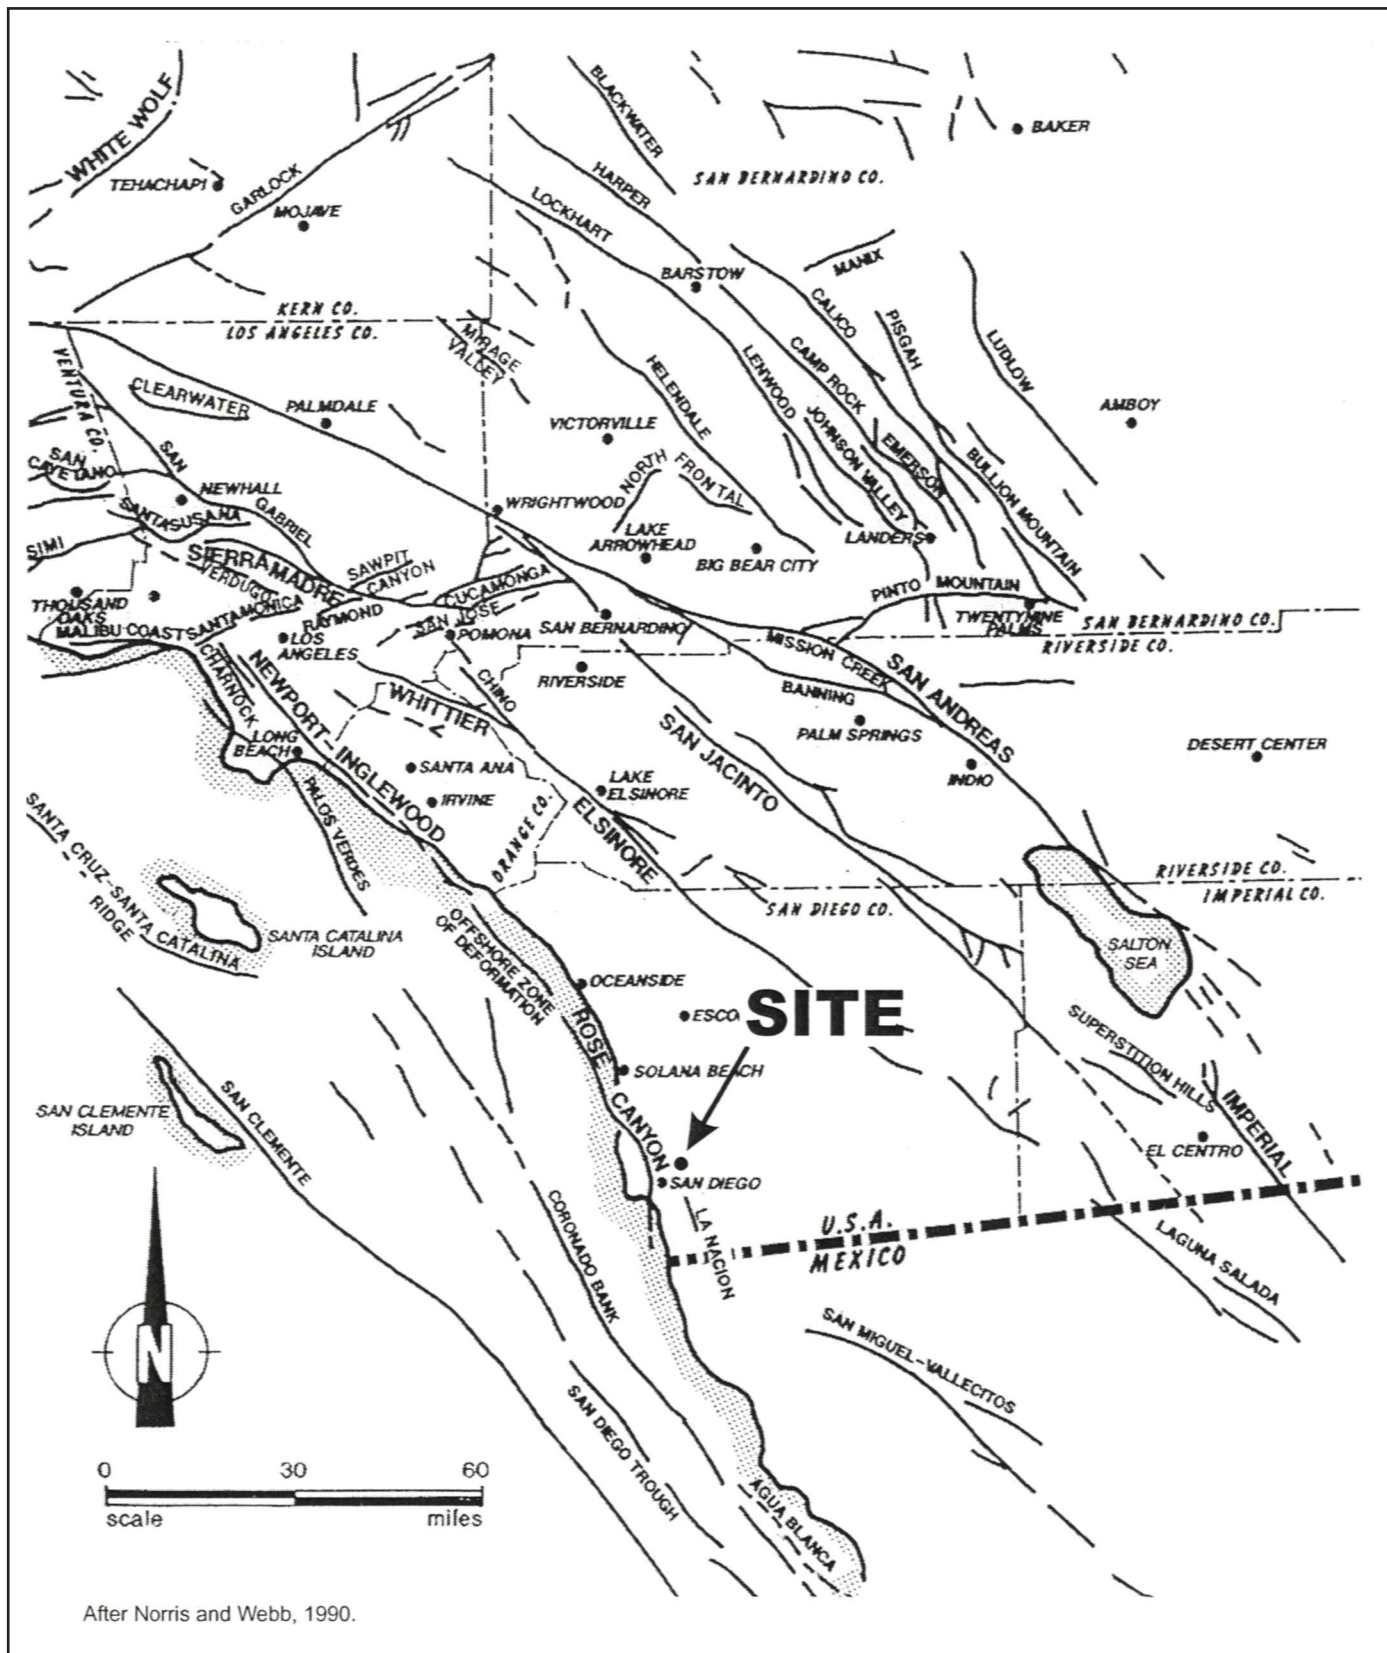 WHITE WOLF
TEHACHAPI
GARLOCK
MOJAVE
BLACKWATER
HARPER
LOCKHART
SAN BERNARDINO CO.
BAKER
BARSTOW
MANIX
CALICO
PISGAH
LUDLOW
KERN CO.
LOS ANGELES CO.
VENTURA CO.
MIRAGE
VALLEY
HELENDALE
LENWOOD
CAMP ROCK
JOHNSON VALLEY
EMERSON
BULLION MOUNTAIN
AMBOY
CLEARWATER
PALMDALE
VICTORVILLE
SAN
CAYETANO
SAN
GABRIEL
NEWHALL
SANTA SUSANA
SIMI
WRIGHTWOOD
NORTH FRONTAL
LAKE
ARROWHEAD
BIG BEAR CITY
LANDERS
SIERRA MADRE
VERDUGO
SAWPIT
CANYON
CUCAMONGA
SAN JOSE
RAYMOND
SANTA MONICA
THOUSAND
OAKS
MALIBU COAST
PINTO MOUNTAIN
TWENTYNINE
PALMS
SAN BERNARDINO CO.
RIVERSIDE CO.
LOS
ANGELES
POMONA
SAN BERNARDINO
MISSION CREEK
SAN ANDREAS
BANNING
CHARNOCK
NEWPORT-INGLEWOOD
WHITTIER
CHINO
RIVERSIDE
PALM SPRINGS
SAN JACINTO
LONG
BEACH
SANTA ANA
IRVINE
LAKE
ELSINORE
ELSINORE
INDIO
DESERT CENTER
PALOS VERDES
ORANGE CO.
SANTA CRUZ-SANTA CATALINA
RIDGE
RIVERSIDE CO.
IMPERIAL CO.
SAN DIEGO CO.
SANTA CATALINA
ISLAND
OFFSHORE ZONE
OF DEFORMATION
SALTON
SEA
OCEANSIDE
ROSE CANYON
ESCO
SITE
SOLANA BEACH
SUPERSTITION HILLS
IMPERIAL
SAN CLEMENTE
ISLAND
SAN CLEMENTE
EL CENTRO
SAN DIEGO
LA NACION
CORONADO BANK
U.S.A.
MEXICO
LAGUNA SALADA
SAN MIGUEL-VALLECITOS
N
SAN DIEGO TROUGH
AGUA BLANCA
0 30 60
scale miles
After Norris and Webb, 1990.